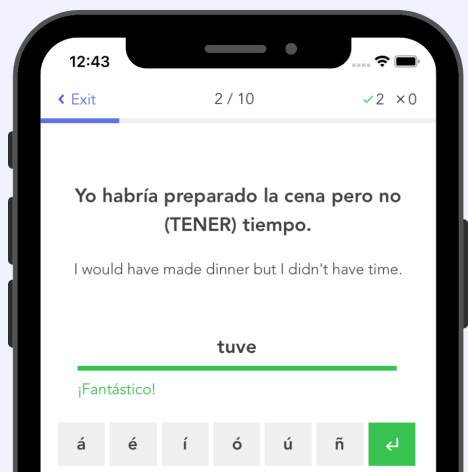 12:43
Exit
2 / 10
✓2 ×0
Yo habría preparado la cena pero no
(TENER) tiempo.
I would have made dinner but I didn't have time.
tuve
¡Fantástico!
á é í ó ú ñ